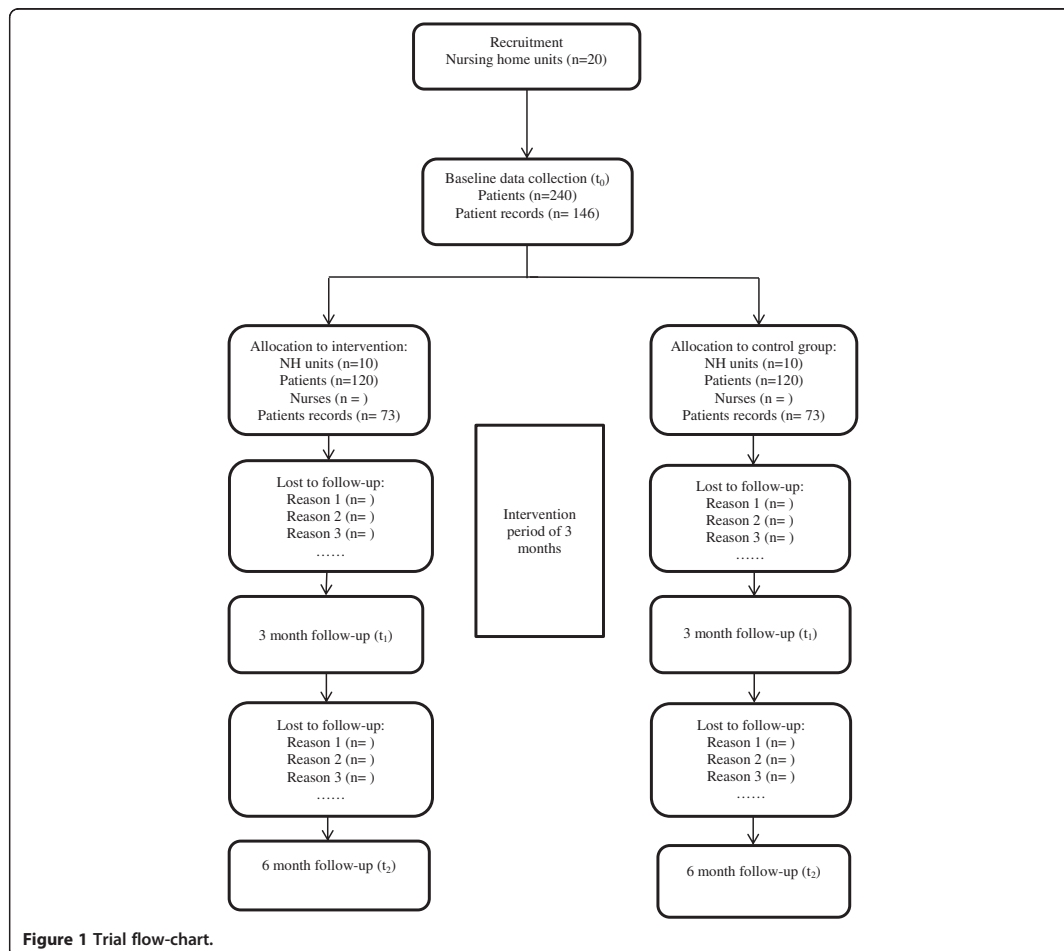 Recruitment
Nursing home units (n=20)
Baseline data collection (t0)
Patients (n=240)
Patient records (n= 146)
Allocation to intervention:
NH units (n=10)
Patients (n=120)
Nurses (n = )
Patients records (n= 73)
Allocation to control group:
NH units (n=10)
Patients (n=120)
Nurses (n = )
Patients records (n= 73)
Intervention
period of 3
months
Lost to follow-up:
Reason 1 (n= )
Reason 2 (n= )
Reason 3 (n= )
……
Lost to follow-up:
Reason 1 (n= )
Reason 2 (n= )
Reason 3 (n= )
……
3 month follow-up (t1)
3 month follow-up (t1)
Lost to follow-up:
Reason 1 (n= )
Reason 2 (n= )
Reason 3 (n= )
……
Lost to follow-up:
Reason 1 (n= )
Reason 2 (n= )
Reason 3 (n= )
……
6 month follow-up (t2)
6 month follow-up (t2)
Figure 1 Trial flow-chart.